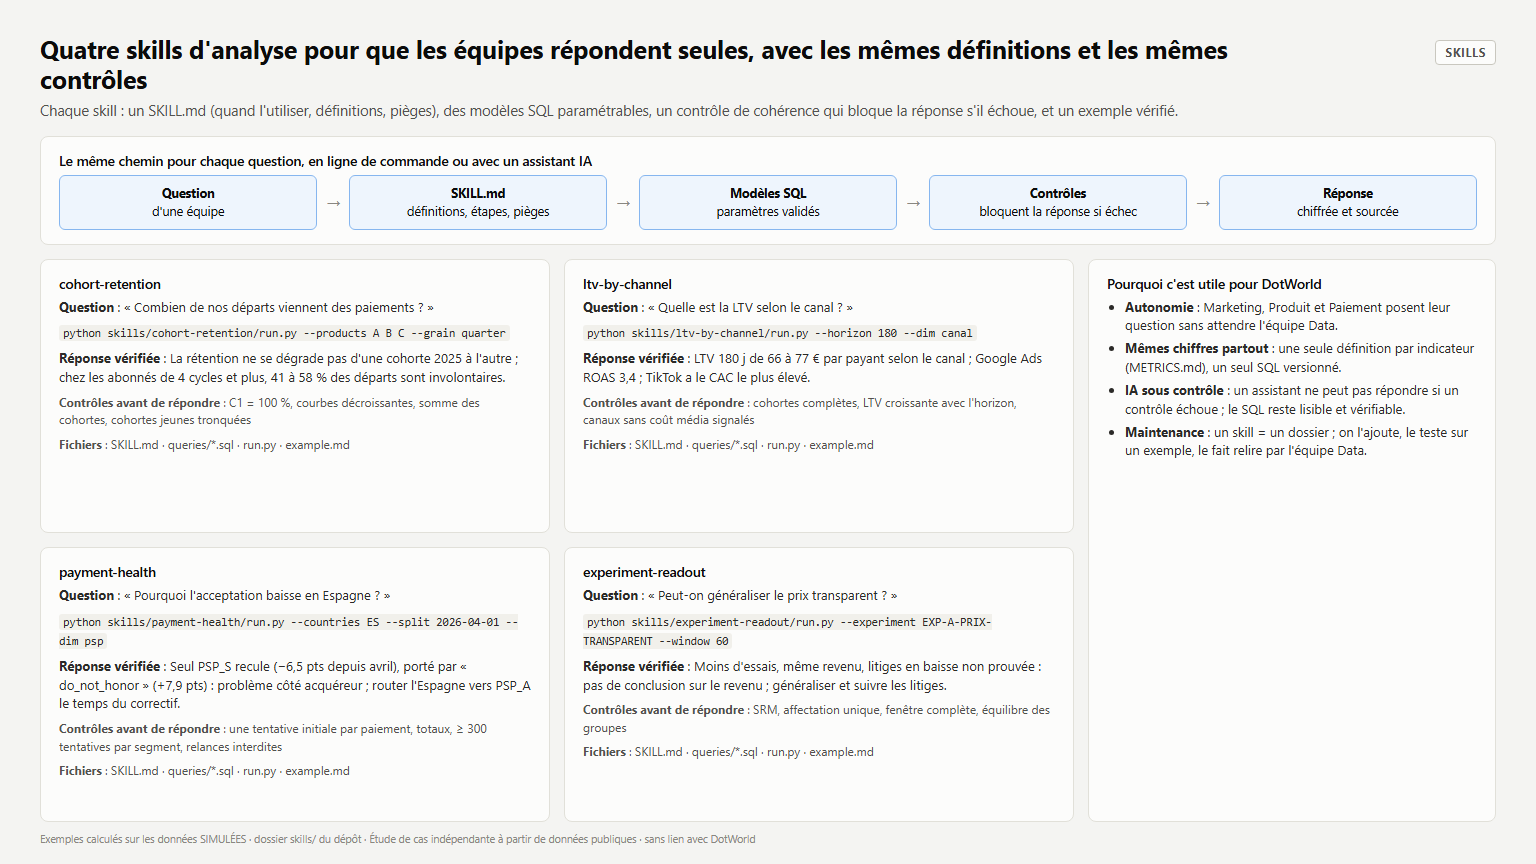 Quatre skills d'analyse pour que les équipes répondent seules, avec les mêmes définitions et les mêmes
contrôles
SKILLS
Chaque skill : un SKILL.md (quand l'utiliser, définitions, pièges), des modèles SQL paramétrables, un contrôle de cohérence qui bloque la réponse s'il échoue, et un exemple vérifié.
Le même chemin pour chaque question, en ligne de commande ou avec un assistant IA
Question
d'une équipe
→
SKILL.md
définitions, étapes, pièges
→
Modèles SQL
paramètres validés
→
Contrôles
bloquent la réponse si échec
→
Réponse
chiffrée et sourcée
cohort-retention
Question : « Combien de nos départs viennent des paiements ? »
python skills/cohort-retention/run.py --products A B C --grain quarter
Réponse vérifiée : La rétention ne se dégrade pas d'une cohorte 2025 à l'autre ;
chez les abonnés de 4 cycles et plus, 41 à 58 % des départs sont involontaires.
Contrôles avant de répondre : C1 = 100 %, courbes décroissantes, somme des
cohortes, cohortes jeunes tronquées
Fichiers : SKILL.md · queries/*.sql · run.py · example.md
ltv-by-channel
Question : « Quelle est la LTV selon le canal ? »
python skills/ltv-by-channel/run.py --horizon 180 --dim canal
Réponse vérifiée : LTV 180 j de 66 à 77 € par payant selon le canal ; Google Ads
ROAS 3,4 ; TikTok a le CAC le plus élevé.
Contrôles avant de répondre : cohortes complètes, LTV croissante avec l'horizon,
canaux sans coût média signalés
Fichiers : SKILL.md · queries/*.sql · run.py · example.md
Pourquoi c'est utile pour DotWorld
• Autonomie : Marketing, Produit et Paiement posent leur
question sans attendre l'équipe Data.
• Mêmes chiffres partout : une seule définition par indicateur
(METRICS.md), un seul SQL versionné.
• IA sous contrôle : un assistant ne peut pas répondre si un
contrôle échoue ; le SQL reste lisible et vérifiable.
• Maintenance : un skill = un dossier ; on l'ajoute, le teste sur
un exemple, le fait relire par l'équipe Data.
payment-health
Question : « Pourquoi l'acceptation baisse en Espagne ? »
python skills/payment-health/run.py --countries ES --split 2026-04-01 --
dim psp
Réponse vérifiée : Seul PSP_S recule (−6,5 pts depuis avril), porté par «
do_not_honor » (+7,9 pts) : problème côté acquéreur ; router l'Espagne vers PSP_A
le temps du correctif.
Contrôles avant de répondre : une tentative initiale par paiement, totaux, ≥ 300
tentatives par segment, relances interdites
Fichiers : SKILL.md · queries/*.sql · run.py · example.md
experiment-readout
Question : « Peut-on généraliser le prix transparent ? »
python skills/experiment-readout/run.py --experiment EXP-A-PRIX-
TRANSPARENT --window 60
Réponse vérifiée : Moins d'essais, même revenu, litiges en baisse non prouvée :
pas de conclusion sur le revenu ; généraliser et suivre les litiges.
Contrôles avant de répondre : SRM, affectation unique, fenêtre complète, équilibre des
groupes
Fichiers : SKILL.md · queries/*.sql · run.py · example.md
Exemples calculés sur les données SIMULÉES · dossier skills/ du dépôt · Étude de cas indépendante à partir de données publiques · sans lien avec DotWorld